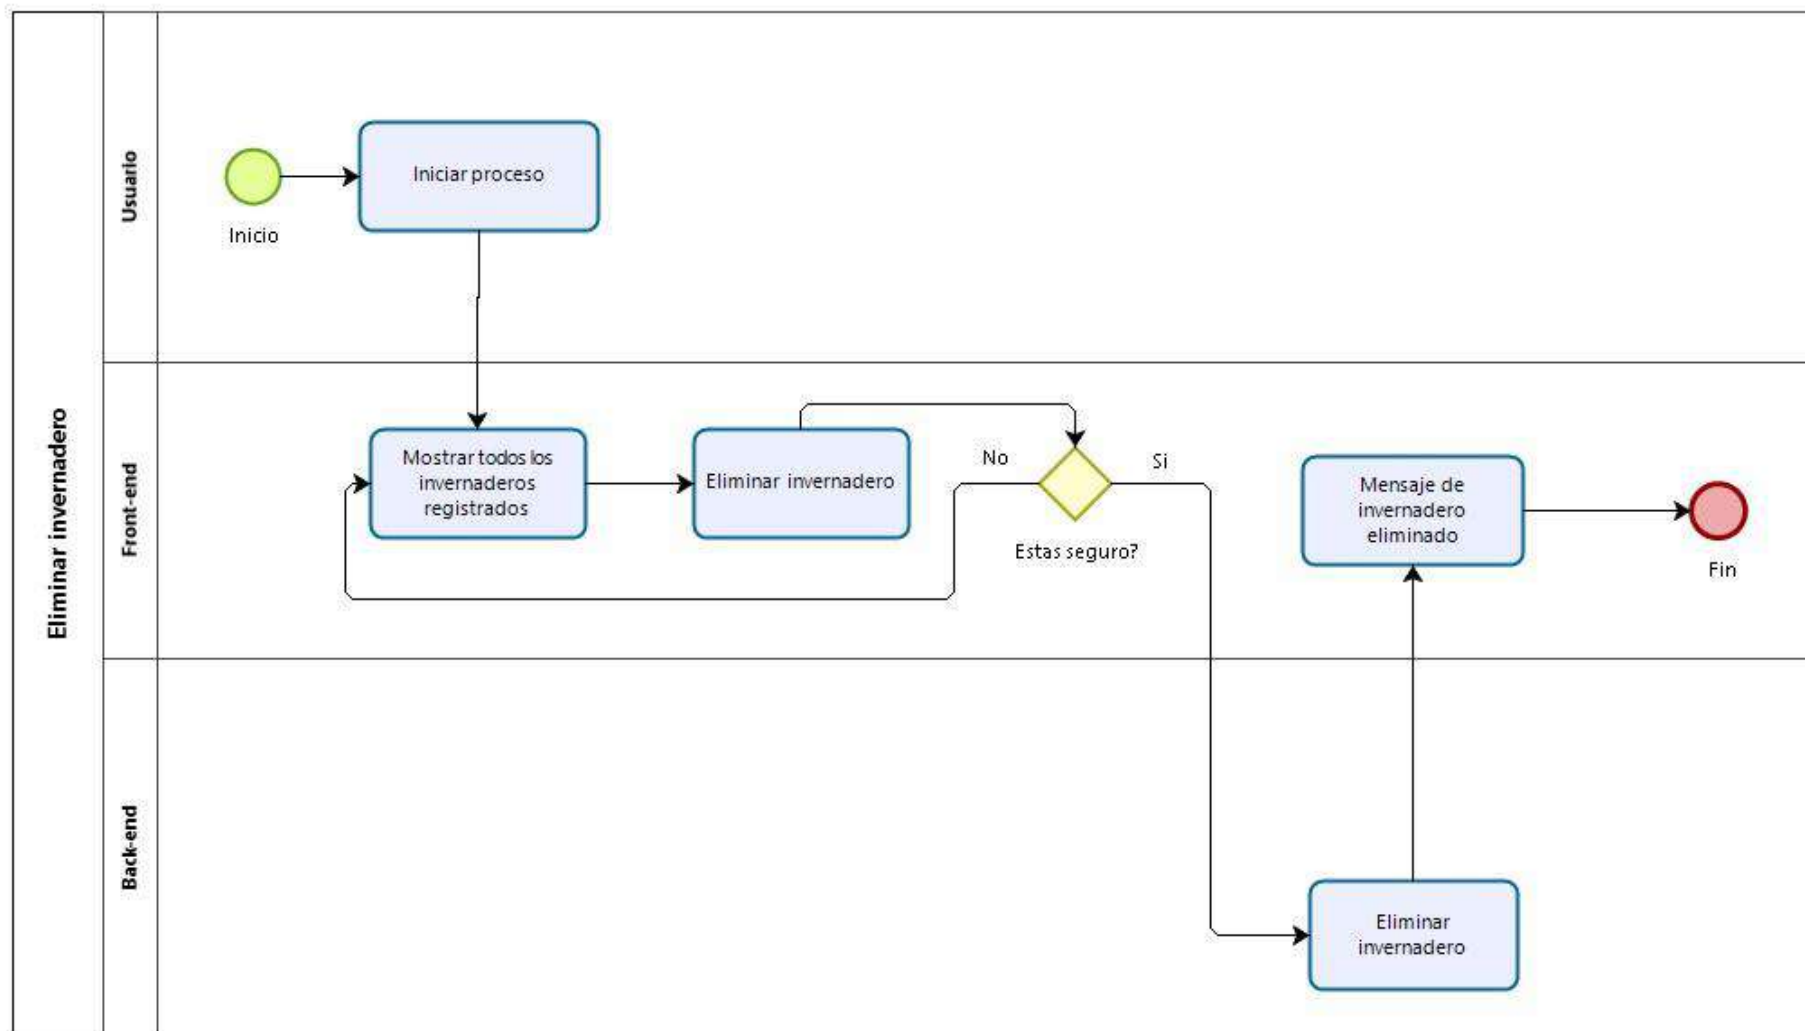 Eliminar invernadero
Usuario
Inicio
Iniciar proceso
Front-end
Mostrar todos los
invernaderos
registrados
Eliminar invernadero
No
Si
Estas seguro?
Mensaje de
invernadero
eliminado
Fin
Back-end
Eliminar
invernadero